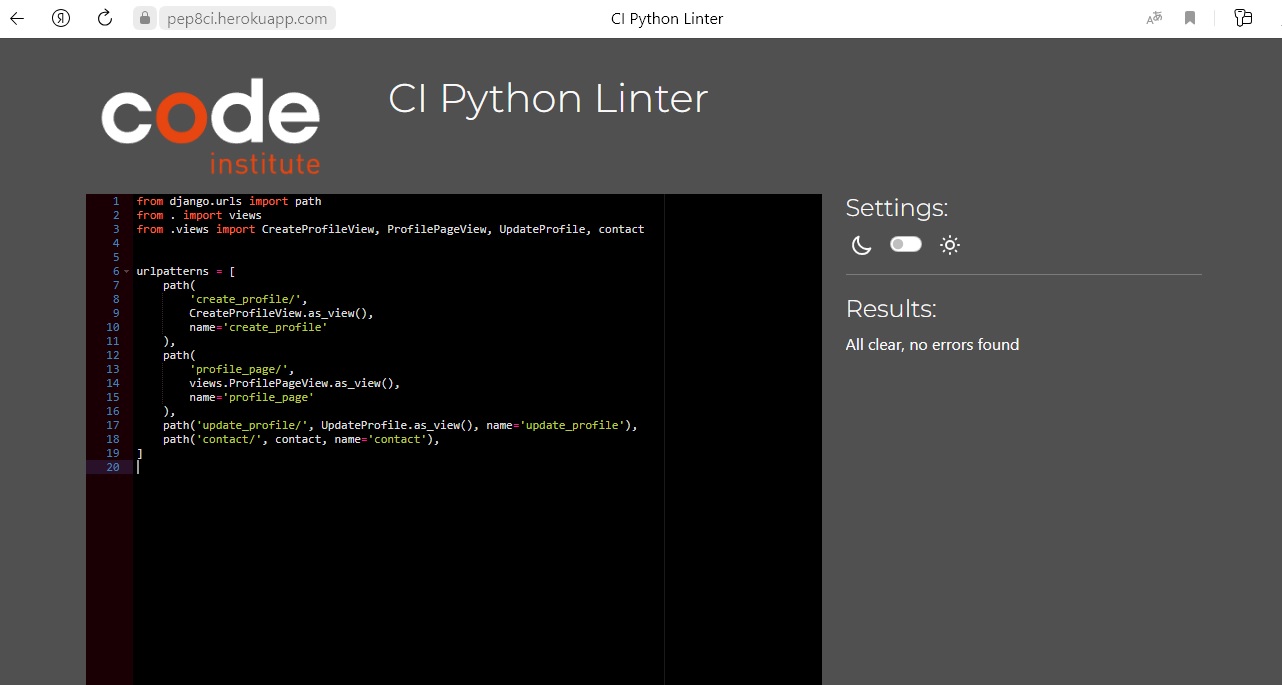 pep8ci.herokuapp.com
CI Python Linter
code
institute
CI Python Linter
1 from django.urls import path
2 from . import views
3 from .views import CreateProfileView, ProfilePageView, UpdateProfile, contact
4
5
6 urlpatterns = [
7     path(
8         'create_profile/',
9         CreateProfileView.as_view(),
10         name='create_profile'
11     ),
12     path(
13         'profile_page/',
14         views.ProfilePageView.as_view(),
15         name='profile_page'
16     ),
17     path('update_profile/', UpdateProfile.as_view(), name='update_profile'),
18     path('contact/', contact, name='contact'),
19 ]
20
Settings:
Results:
All clear, no errors found